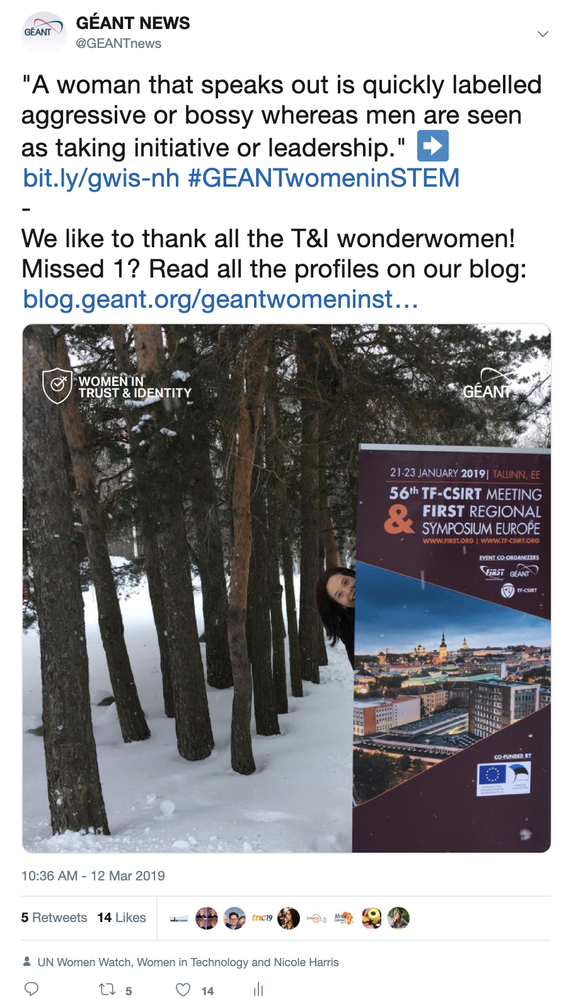 GÉANT
GÉANT NEWS
@GEANTnews
"A woman that speaks out is quickly labelled
aggressive or bossy whereas men are seen
as taking initiative or leadership." ➡
bit.ly/gwis-nh #GEANTwomeninSTEM
-
We like to thank all the T&I wonderwomen!
Missed 1? Read all the profiles on our blog:
blog.geant.org/geantwomeninst…
WOMEN IN
TRUST & IDENTITY
GÉANT
21-23 JANUARY 2019| TALLINN, EE
56th TF-CSIRT MEETING
& FIRST REGIONAL
SYMPOSIUM EUROPE
WWW.FIRST.ORG | WWW.TF-CSIRT.ORG
EVENT CO-ORGANIZERS
FIRST GÉANT
TF-CSIRT
CO-FUNDED BY
10:36 AM - 12 Mar 2019
5 Retweets 14 Likes
eduroam tnc19 Africa Connect2
UN Women Watch, Women in Technology and Nicole Harris
5 14